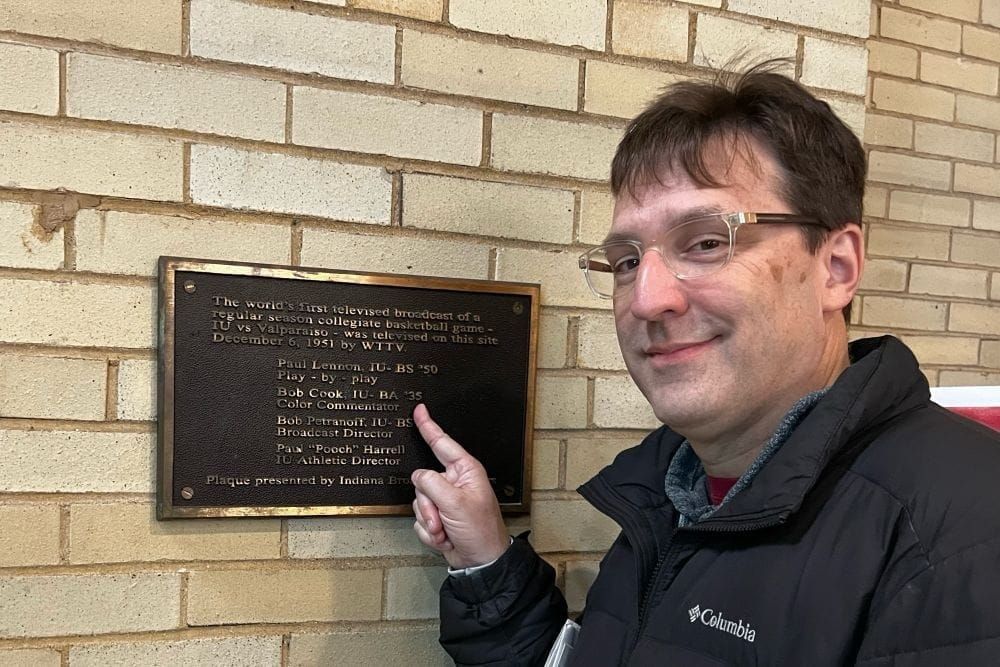 The world's first televised broadcast of a
regular season collegiate basketball game -
IU vs Valparaiso - was televised on this site
December 6, 1951 by WTTV.
Paul Lennon, IU- BS '50
Play - by - play
Bob Cook, IU- BA '35
Color Commentator
Bob Petranoff, IU- BS
Broadcast Director
Paul "Pooch" Harrell
IU Athletic Director
Plaque presented by Indiana
Columbia